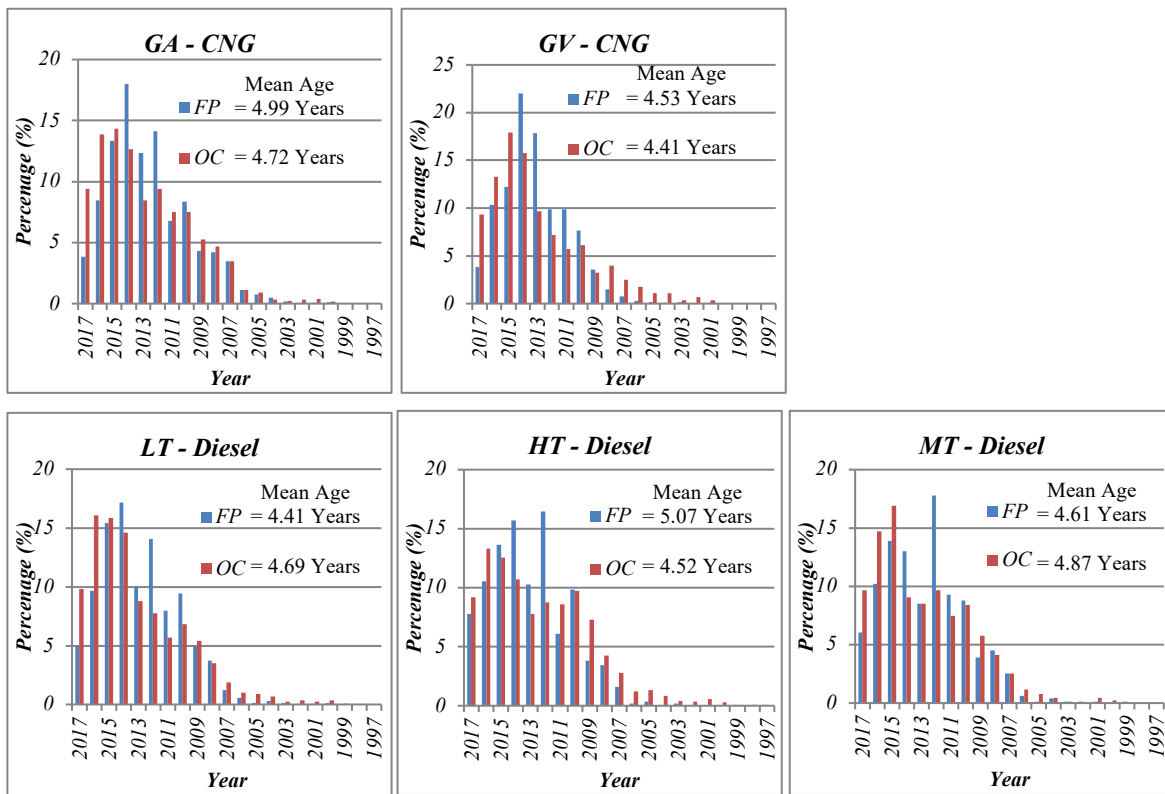 GA - CNG
Percenage (%)
20
15
10
5
0
Mean Age
FP = 4.99 Years
OC = 4.72 Years
2017
2015
2013
2011
2009
2007
2005
2003
2001
1999
1997
Year
GV - CNG
Percenage (%)
25
20
15
10
5
0
Mean Age
FP = 4.53 Years
OC = 4.41 Years
2017
2015
2013
2011
2009
2007
2005
2003
2001
1999
1997
Year
LT - Diesel
Percenage (%)
20
15
10
5
0
Mean Age
FP = 4.41 Years
OC = 4.69 Years
2017
2015
2013
2011
2009
2007
2005
2003
2001
1999
1997
Year
HT - Diesel
Percenage (%)
20
15
10
5
0
Mean Age
FP = 5.07 Years
OC = 4.52 Years
2017
2015
2013
2011
2009
2007
2005
2003
2001
1999
1997
Year
MT - Diesel
Percenage (%)
20
15
10
5
0
Mean Age
FP = 4.61 Years
OC = 4.87 Years
2017
2015
2013
2011
2009
2007
2005
2003
2001
1999
1997
Year